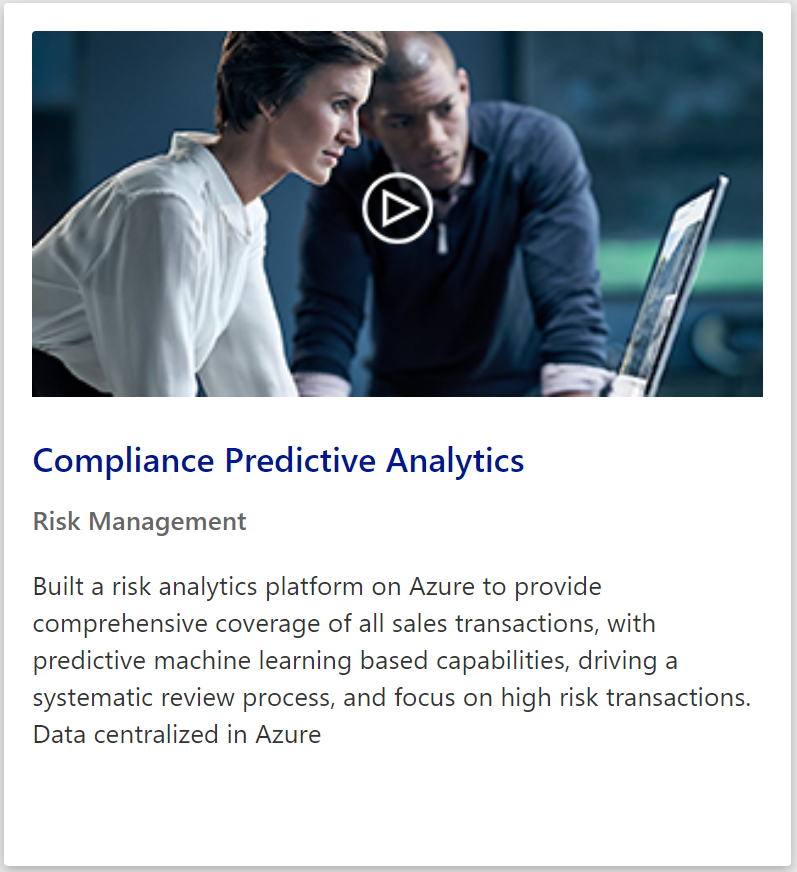 Compliance Predictive Analytics
Risk Management
Built a risk analytics platform on Azure to provide
comprehensive coverage of all sales transactions, with
predictive machine learning based capabilities, driving a
systematic review process, and focus on high risk transactions.
Data centralized in Azure